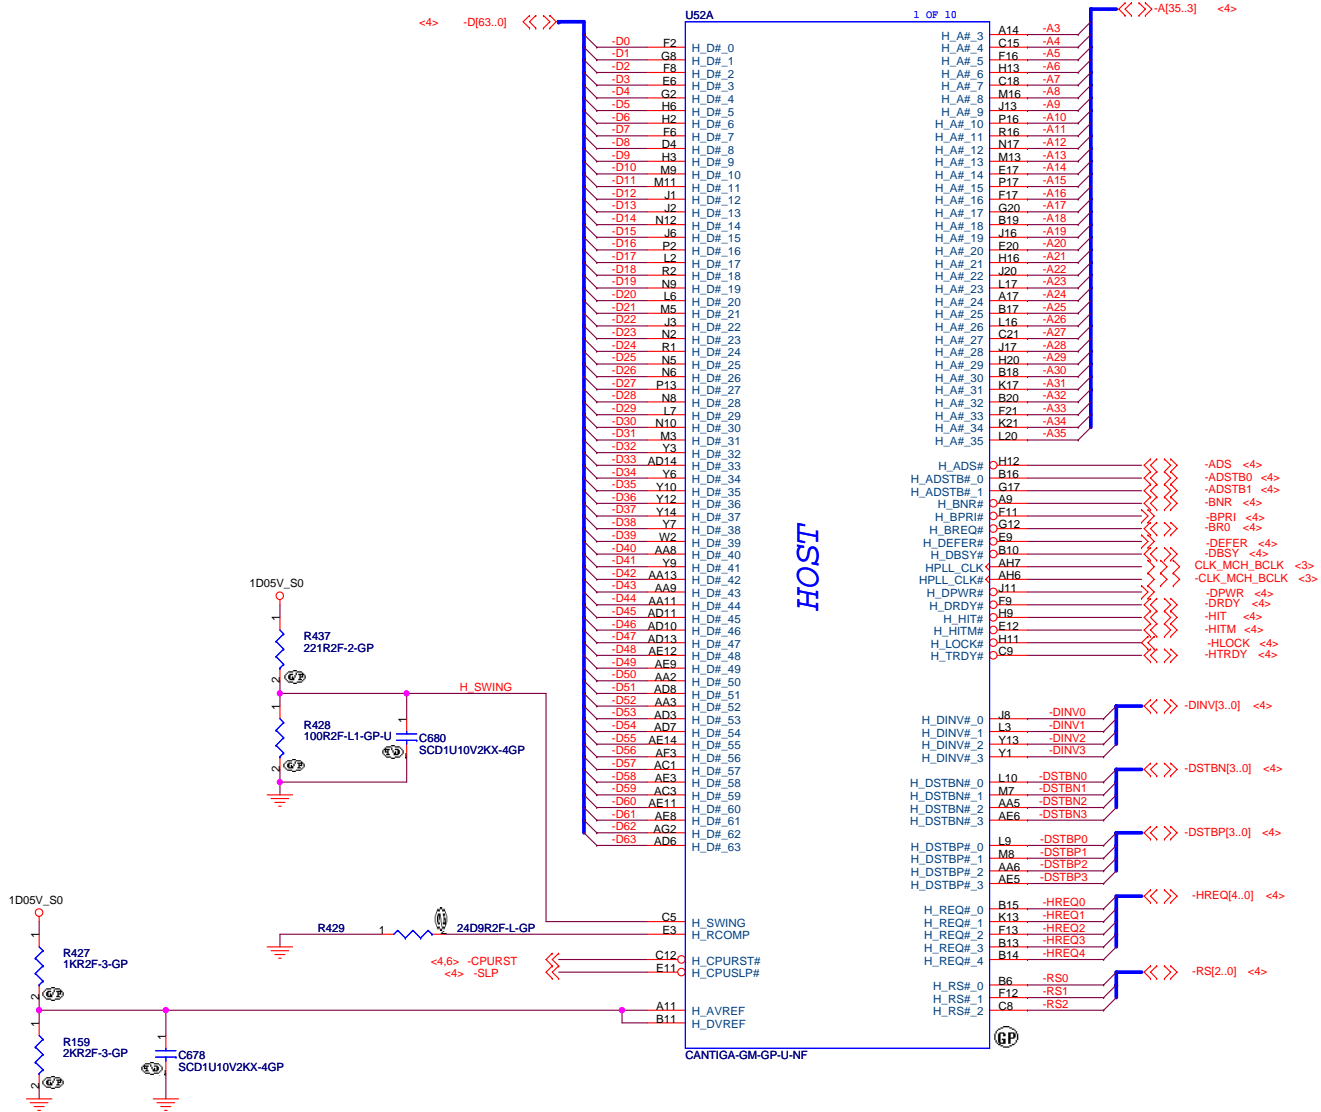 U52A
1 OF 10
<4> -D[63..0]
-A[35..3] <4>
-D0 F2 H_D#_0
-D1 G8 H_D#_1
-D2 F8 H_D#_2
-D3 E6 H_D#_3
-D4 G2 H_D#_4
-D5 H6 H_D#_5
-D6 H2 H_D#_6
-D7 F6 H_D#_7
-D8 D4 H_D#_8
-D9 H3 H_D#_9
-D10 M9 H_D#_10
-D11 M11 H_D#_11
-D12 J1 H_D#_12
-D13 J2 H_D#_13
-D14 N12 H_D#_14
-D15 J6 H_D#_15
-D16 P2 H_D#_16
-D17 L2 H_D#_17
-D18 R2 H_D#_18
-D19 N9 H_D#_19
-D20 L6 H_D#_20
-D21 M5 H_D#_21
-D22 J3 H_D#_22
-D23 N2 H_D#_23
-D24 R1 H_D#_24
-D25 N5 H_D#_25
-D26 N6 H_D#_26
-D27 P13 H_D#_27
-D28 N8 H_D#_28
-D29 L7 H_D#_29
-D30 N10 H_D#_30
-D31 M3 H_D#_31
-D32 Y3 H_D#_32
-D33 AD14 H_D#_33
-D34 Y6 H_D#_34
-D35 Y10 H_D#_35
-D36 Y12 H_D#_36
-D37 Y14 H_D#_37
-D38 Y7 H_D#_38
-D39 W2 H_D#_39
-D40 AA8 H_D#_40
-D41 Y9 H_D#_41
-D42 AA13 H_D#_42
-D43 AA9 H_D#_43
-D44 AA11 H_D#_44
-D45 AD11 H_D#_45
-D46 AD10 H_D#_46
-D47 AD13 H_D#_47
-D48 AE12 H_D#_48
-D49 AE9 H_D#_49
-D50 AA2 H_D#_50
-D51 AD8 H_D#_51
-D52 AA3 H_D#_52
-D53 AD3 H_D#_53
-D54 AD7 H_D#_54
-D55 AE14 H_D#_55
-D56 AF3 H_D#_56
-D57 AC1 H_D#_57
-D58 AE3 H_D#_58
-D59 AC3 H_D#_59
-D60 AE11 H_D#_60
-D61 AE8 H_D#_61
-D62 AG2 H_D#_62
-D63 AD6 H_D#_63
H_A#_3 A14 -A3
H_A#_4 C15 -A4
H_A#_5 F16 -A5
H_A#_6 H13 -A6
H_A#_7 C18 -A7
H_A#_8 M16 -A8
H_A#_9 J13 -A9
H_A#_10 P16 -A10
H_A#_11 R16 -A11
H_A#_12 N17 -A12
H_A#_13 M13 -A13
H_A#_14 E17 -A14
H_A#_15 P17 -A15
H_A#_16 F17 -A16
H_A#_17 G20 -A17
H_A#_18 B19 -A18
H_A#_19 J16 -A19
H_A#_20 E20 -A20
H_A#_21 H16 -A21
H_A#_22 J20 -A22
H_A#_23 L17 -A23
H_A#_24 A17 -A24
H_A#_25 B17 -A25
H_A#_26 L16 -A26
H_A#_27 C21 -A27
H_A#_28 J17 -A28
H_A#_29 H20 -A29
H_A#_30 B18 -A30
H_A#_31 K17 -A31
H_A#_32 B20 -A32
H_A#_33 F21 -A33
H_A#_34 K21 -A34
H_A#_35 L20 -A35
H_ADS# H12 -ADS <4>
H_ADSTB#_0 B16 -ADSTB0 <4>
H_ADSTB#_1 G17 -ADSTB1 <4>
H_BNR# A9 -BNR <4>
H_BPRI# F11 -BPRI <4>
H_BREQ# G12 -BR0 <4>
H_DEFER# E9 -DEFER <4>
H_DBSY# B10 -DBSY <4>
HPLL_CLK AH7 CLK_MCH_BCLK <3>
HPLL_CLK# AH6 -CLK_MCH_BCLK <3>
H_DPWR# J11 -DPWR <4>
H_DRDY# F9 -DRDY <4>
H_HIT# H9 -HIT <4>
H_HITM# E12 -HITM <4>
H_LOCK# H11 -HLOCK <4>
H_TRDY# C9 -HTRDY <4>
HOST
-DINV[3..0] <4>
H_DINV#_0 J8 -DINV0
H_DINV#_1 L3 -DINV1
H_DINV#_2 Y13 -DINV2
H_DINV#_3 Y1 -DINV3
-DSTBN[3..0] <4>
H_DSTBN#_0 L10 -DSTBN0
H_DSTBN#_1 M7 -DSTBN1
H_DSTBN#_2 AA5 -DSTBN2
H_DSTBN#_3 AE6 -DSTBN3
-DSTBP[3..0] <4>
H_DSTBP#_0 L9 -DSTBP0
H_DSTBP#_1 M8 -DSTBP1
H_DSTBP#_2 AA6 -DSTBP2
H_DSTBP#_3 AE5 -DSTBP3
-HREQ[4..0] <4>
H_REQ#_0 B15 -HREQ0
H_REQ#_1 K13 -HREQ1
H_REQ#_2 F13 -HREQ2
H_REQ#_3 B13 -HREQ3
H_REQ#_4 B14 -HREQ4
-RS[2..0] <4>
H_RS#_0 B6 -RS0
H_RS#_1 F12 -RS1
H_RS#_2 C8 -RS2
1D05V_S0
1
R437
221R2F-2-GP
2
H_SWING
1
R428
100R2F-L1-GP-U
2
1
C680
SCD1U10V2KX-4GP
2
C5 H_SWING
R429 1 2 24D9R2F-L-GP E3 H_RCOMP
<4,6> -CPURST C12 H_CPURST#
<4> -SLP E11 H_CPUSLP#
A11 H_AVREF
B11 H_DVREF
1D05V_S0
1
R427
1KR2F-3-GP
2
1
R159
2KR2F-3-GP
2
1
C678
SCD1U10V2KX-4GP
2
GP
CANTIGA-GM-GP-U-NF